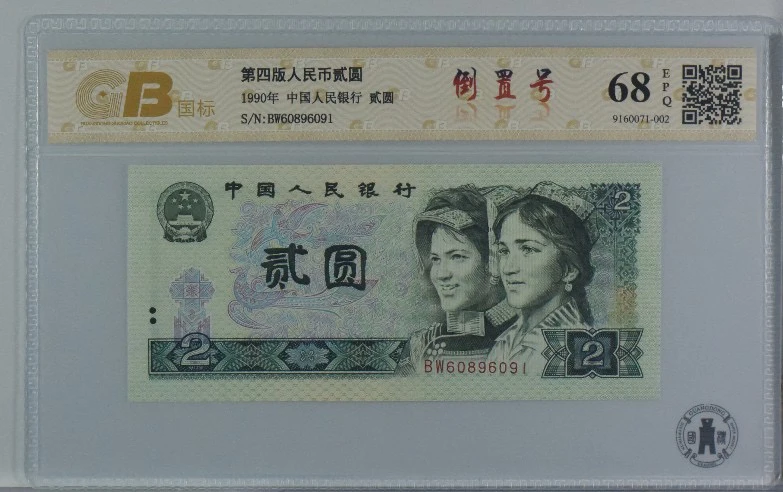 GB国标
第四版人民币贰圆
1990年 中国人民银行 贰圆
S/N:BW60896091
倒置号
68
EPQ
9160071-002
中国人民银行
2
贰圆
2
2
BW60896091